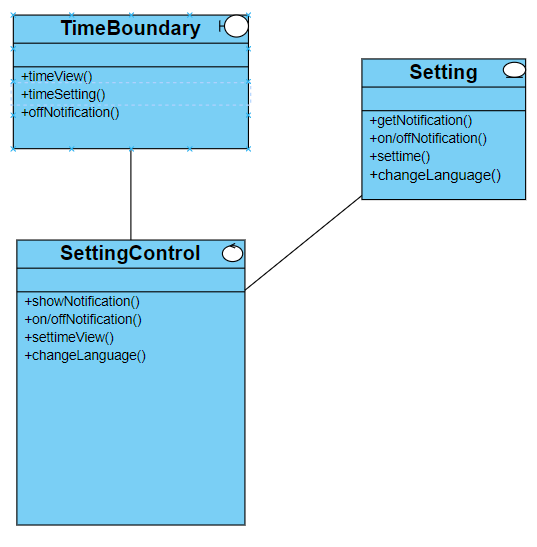 TimeBoundary
+timeView()
+timeSetting()
+offNotification()
Setting
+getNotification()
+on/offNotification()
+settime()
+changeLanguage()
SettingControl
+showNotification()
+on/offNotification()
+settimeView()
+changeLanguage()